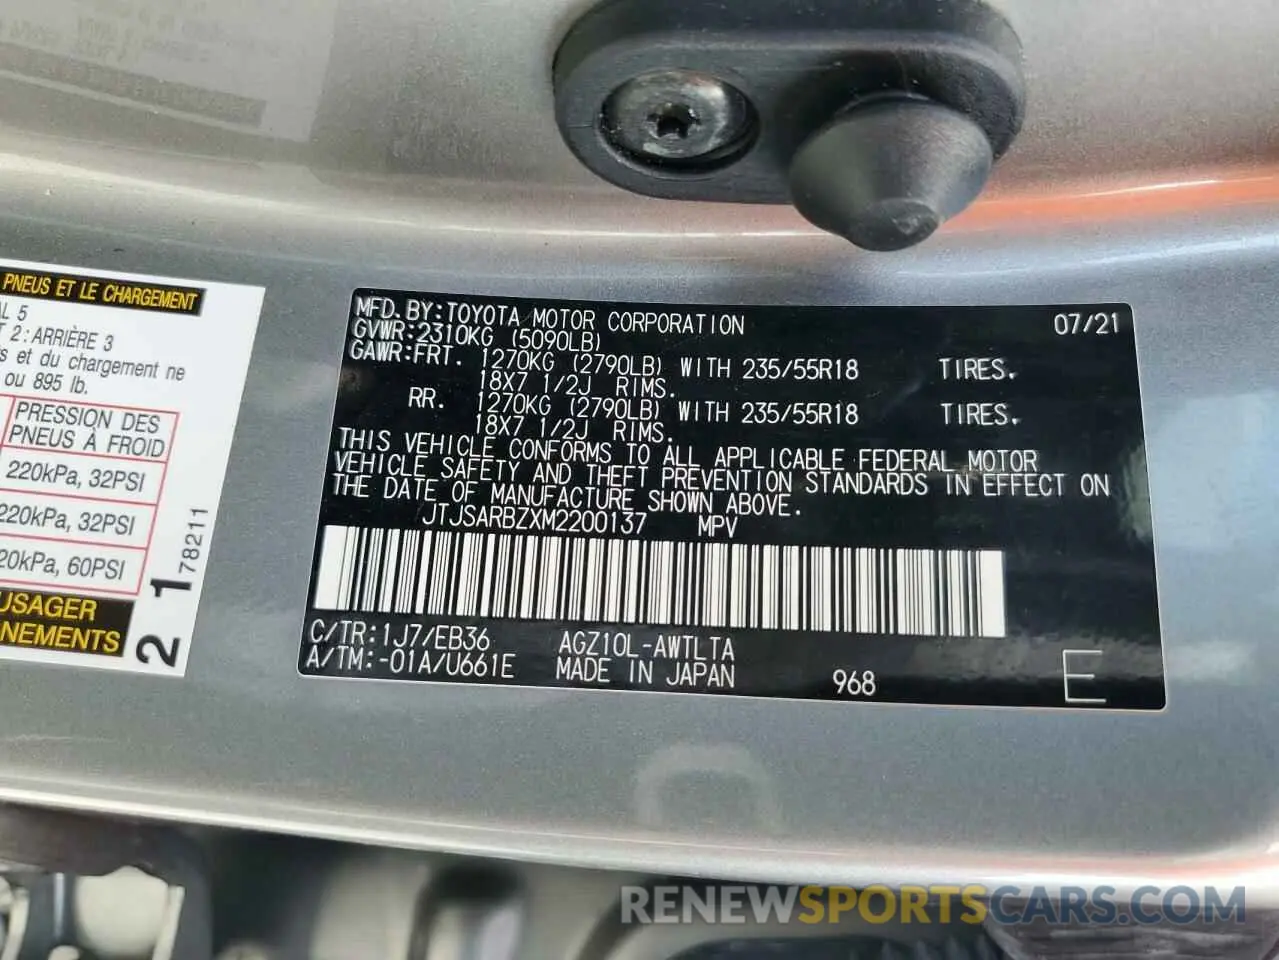 PNEUS ET LE CHARGEMENT
AL 5
T 2: ARRIÈRE 3
s et du chargement ne
ou 895 lb.
PRESSION DES
PNEUS À FROID
220kPa, 32PSI
220kPa, 32PSI
20kPa, 60PSI
USAGER
NEMENTS
2 1 78211
MFD. BY: TOYOTA MOTOR CORPORATION 07/21
GVWR: 2310KG (5090LB)
GAWR: FRT. 1270KG (2790LB) WITH 235/55R18 TIRES.
18X7 1/2J RIMS.
RR. 1270KG (2790LB) WITH 235/55R18 TIRES.
18X7 1/2J RIMS.
THIS VEHICLE CONFORMS TO ALL APPLICABLE FEDERAL MOTOR
VEHICLE SAFETY AND THEFT PREVENTION STANDARDS IN EFFECT ON
THE DATE OF MANUFACTURE SHOWN ABOVE.
JTJSARBZXM2200137 MPV
C/TR: 1J7/EB36 AGZ10L-AWTLTA
A/TM: -01A/U661E MADE IN JAPAN 968 E
RENEWSPORTSCARS.COM